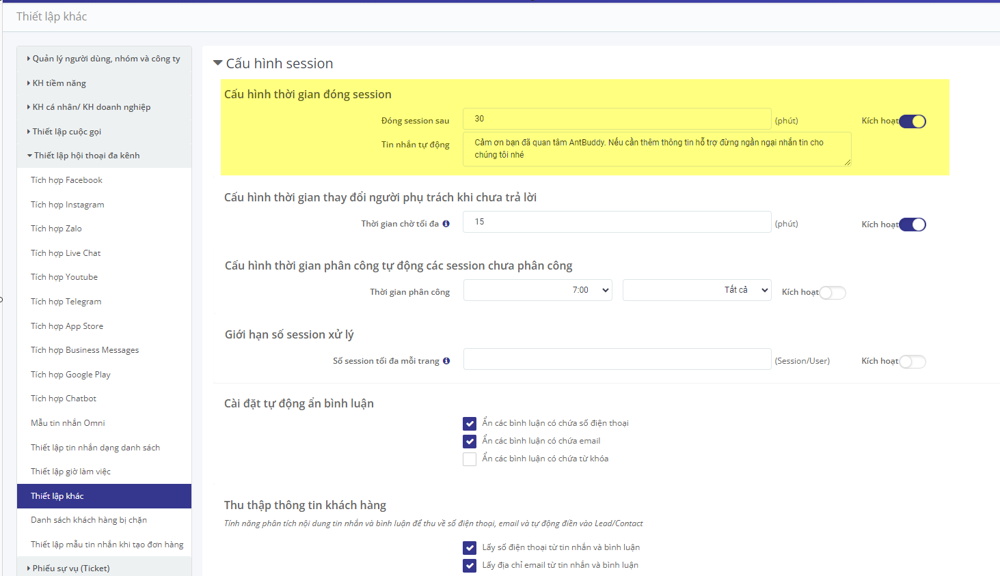 Thiết lập khác
Quản lý người dùng, nhóm và công ty
KH tiềm năng
KH cá nhân/ KH doanh nghiệp
Thiết lập cuộc gọi
Thiết lập hội thoại đa kênh
Tích hợp Facebook
Tích hợp Instagram
Tích hợp Zalo
Tích hợp Live Chat
Tích hợp Youtube
Tích hợp Telegram
Tích hợp App Store
Tích hợp Business Messages
Tích hợp Google Play
Tích hợp Chatbot
Mẫu tin nhắn Omni
Thiết lập tin nhắn dạng danh sách
Thiết lập giờ làm việc
Thiết lập khác
Danh sách khách hàng bị chặn
Thiết lập mẫu tin nhắn khi tạo đơn hàng
Phiếu sự vụ (Ticket)
Cấu hình session
Cấu hình thời gian đóng session
Đóng session sau 30 (phút) Kích hoạt
Tin nhắn tự động Cảm ơn bạn đã quan tâm AntBuddy. Nếu cần thêm thông tin hỗ trợ đừng ngần ngại nhắn tin cho
chúng tôi nhé
Cấu hình thời gian thay đổi người phụ trách khi chưa trả lời
Thời gian chờ tối đa 15 (phút) Kích hoạt
Cấu hình thời gian phân công tự động các session chưa phân công
Thời gian phân công 7:00 Tất cả Kích hoạt
Giới hạn số session xử lý
Số session tối đa mỗi trang (Session/User) Kích hoạt
Cài đặt tự động ẩn bình luận
Ẩn các bình luận có chứa số điện thoại
Ẩn các bình luận có chứa email
Ẩn các bình luận có chứa từ khóa
Thu thập thông tin khách hàng
Tính năng phân tích nội dung tin nhắn và bình luận để thu về số điện thoại, email và tự động điền vào Lead/Contact
Lấy số điện thoại từ tin nhắn và bình luận
Lấy địa chỉ email từ tin nhắn và bình luận